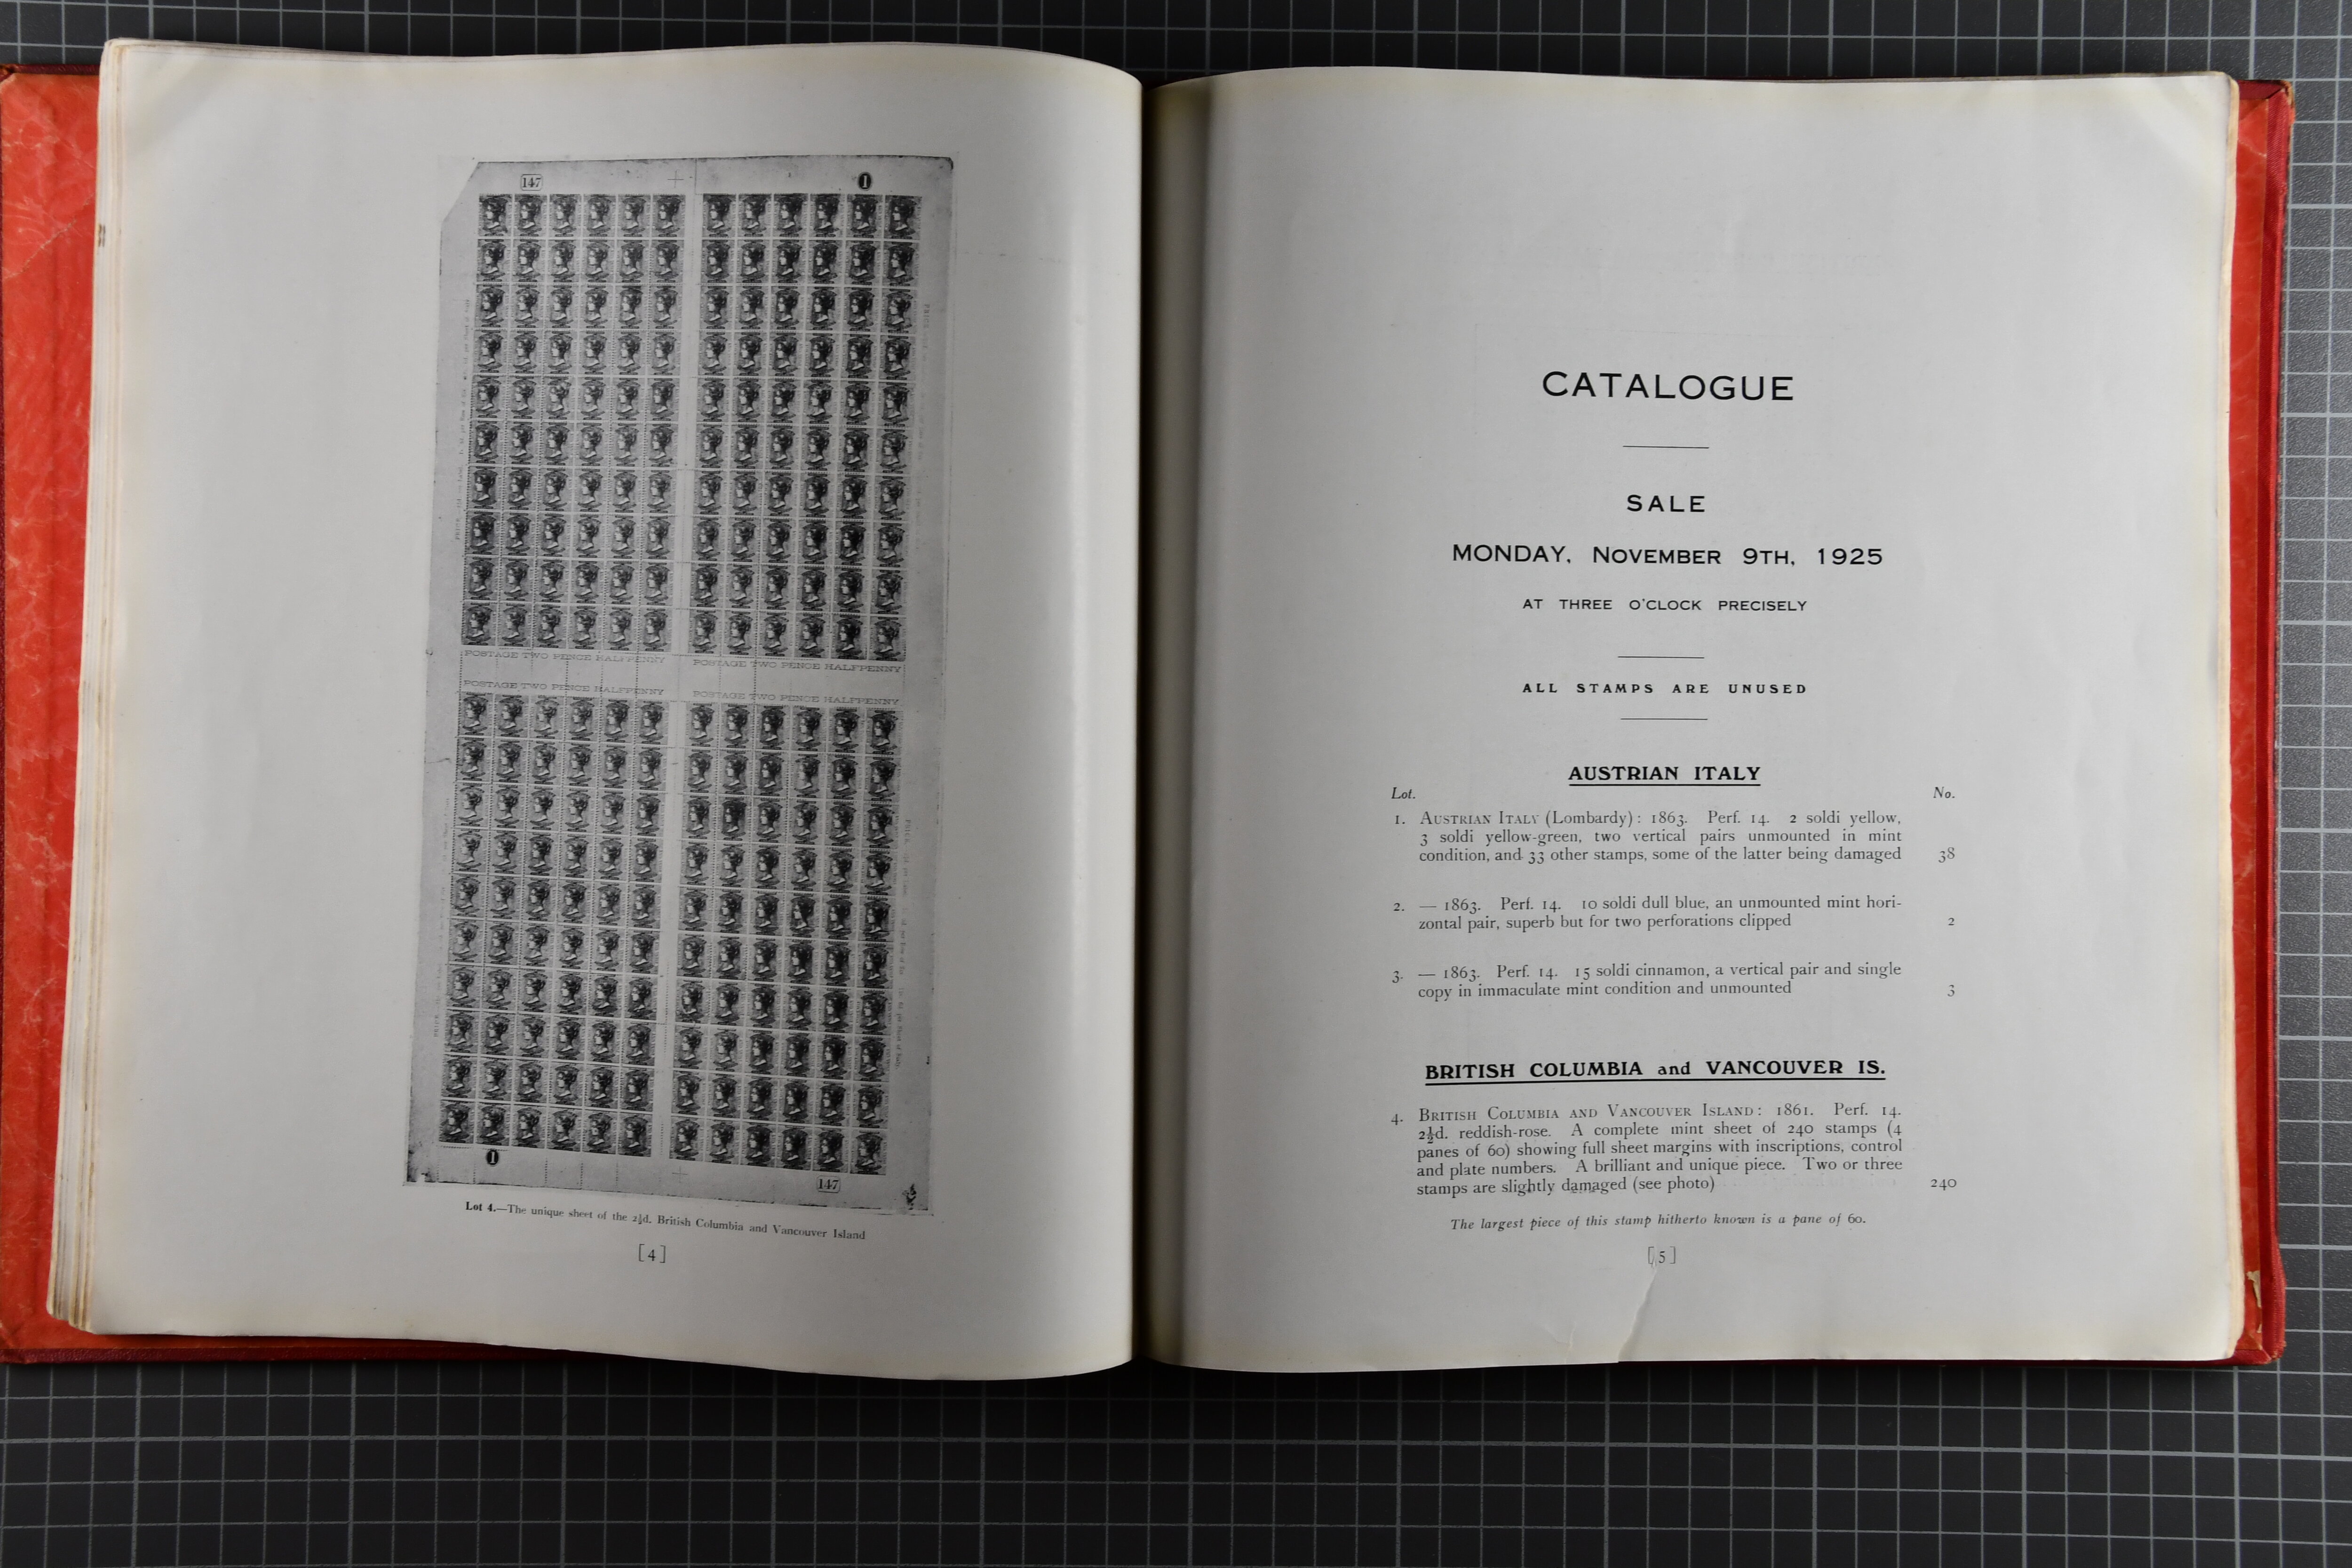 147
1
POSTAGE TWO PENCE HALFPENNY POSTAGE TWO PENCE HALFPENNY
POSTAGE TWO PENCE HALFPENNY POSTAGE TWO PENCE HALFPENNY
1
147
Lot 4.—The unique sheet of the 2½d. British Columbia and Vancouver Island
[4]
CATALOGUE
SALE
MONDAY, NOVEMBER 9TH, 1925
AT THREE O'CLOCK PRECISELY
ALL STAMPS ARE UNUSED
AUSTRIAN ITALY
Lot. No.
1. AUSTRIAN ITALY (Lombardy): 1863. Perf. 14. 2 soldi yellow,
3 soldi yellow-green, two vertical pairs unmounted in mint
condition, and 33 other stamps, some of the latter being damaged 38
2. — 1863. Perf. 14. 10 soldi dull blue, an unmounted mint hori-
zontal pair, superb but for two perforations clipped 2
3. — 1863. Perf. 14. 15 soldi cinnamon, a vertical pair and single
copy in immaculate mint condition and unmounted 3
BRITISH COLUMBIA and VANCOUVER IS.
4. BRITISH COLUMBIA AND VANCOUVER ISLAND: 1861. Perf. 14.
2½d. reddish-rose. A complete mint sheet of 240 stamps (4
panes of 60) showing full sheet margins with inscriptions, control
and plate numbers. A brilliant and unique piece. Two or three
stamps are slightly damaged (see photo) 240
The largest piece of this stamp hitherto known is a pane of 60.
[5]